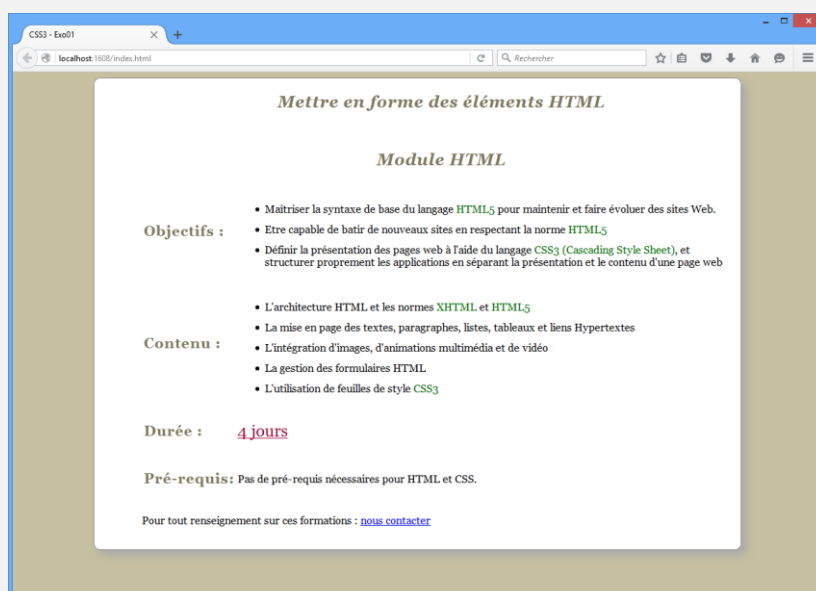 CSS3 - Exo01
localhost:1608/index.html
Rechercher
Mettre en forme des éléments HTML
Module HTML
Objectifs :
Maîtriser la syntaxe de base du langage HTML5 pour maintenir et faire évoluer des sites Web.
Etre capable de batir de nouveaux sites en respectant la norme HTML5
Définir la présentation des pages web à l'aide du langage CSS3 (Cascading Style Sheet), et
structurer proprement les applications en séparant la présentation et le contenu d'une page web
Contenu :
L'architecture HTML et les normes XHTML et HTML5
La mise en page des textes, paragraphes, listes, tableaux et liens Hypertextes
L'intégration d'images, d'animations multimédia et de vidéo
La gestion des formulaires HTML
L'utilisation de feuilles de style CSS3
Durée : 4 jours
Pré-requis: Pas de pré-requis nécessaires pour HTML et CSS.
Pour tout renseignement sur ces formations : nous contacter